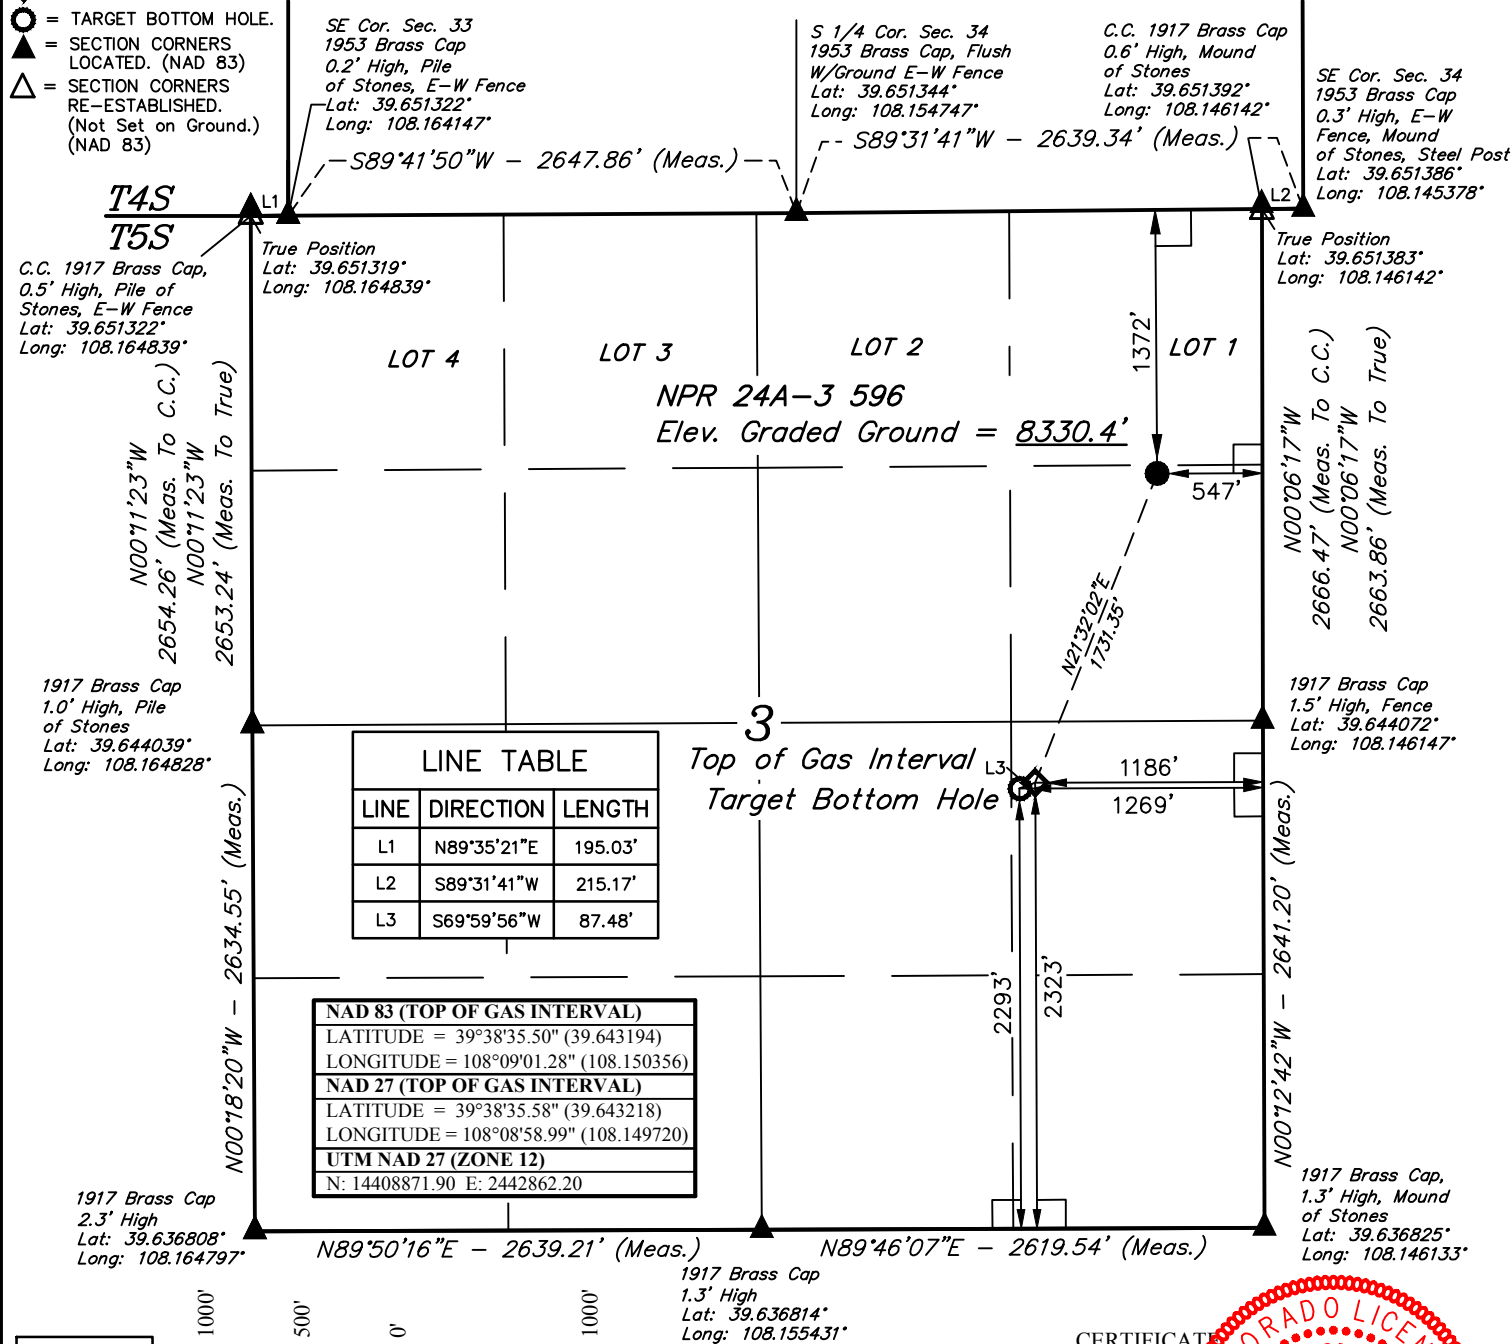 = TARGET BOTTOM HOLE.
= SECTION CORNERS
LOCATED. (NAD 83)
= SECTION CORNERS
RE-ESTABLISHED.
(Not Set on Ground.)
(NAD 83)
SE Cor. Sec. 33
1953 Brass Cap
0.2' High, Pile
of Stones, E-W Fence
Lat: 39.651322°
Long: 108.164147°
S 1/4 Cor. Sec. 34
1953 Brass Cap, Flush
W/Ground E-W Fence
Lat: 39.651344°
Long: 108.154747°
C.C. 1917 Brass Cap
0.6' High, Mound
of Stones
Lat: 39.651392°
Long: 108.146142°
SE Cor. Sec. 34
1953 Brass Cap
0.3' High, E-W
Fence, Mound
of Stones, Steel Post
Lat: 39.651386°
Long: 108.145378°
S89°41'50"W - 2647.86' (Meas.)
S89°31'41"W - 2639.34' (Meas.)
T4S
L1
L2
T5S
C.C. 1917 Brass Cap,
0.5' High, Pile of
Stones, E-W Fence
Lat: 39.651322°
Long: 108.164839°
True Position
Lat: 39.651319°
Long: 108.164839°
True Position
Lat: 39.651383°
Long: 108.146142°
LOT 4
LOT 3
LOT 2
LOT 1
1372'
NPR 24A-3 596
Elev. Graded Ground = 8330.4'
547'
N00°11'23"W
2654.26' (Meas. To C.C.)
N00°11'23"W
2653.24' (Meas. To True)
N00°06'17"W
2666.47' (Meas. To C.C.)
N00°06'17"W
2663.86' (Meas. To True)
N21°32'02"E
1731.35'
1917 Brass Cap
1.0' High, Pile
of Stones
Lat: 39.644039°
Long: 108.164828°
1917 Brass Cap
1.5' High, Fence
Lat: 39.644072°
Long: 108.146147°
3
Top of Gas Interval
L3
Target Bottom Hole
1186'
1269'
LINE TABLE
LINE DIRECTION LENGTH
L1 N89°35'21"E 195.03'
L2 S89°31'41"W 215.17'
L3 S69°59'56"W 87.48'
N00°18'20"W - 2634.55' (Meas.)
N00°12'42"W - 2641.20' (Meas.)
2293'
2323'
NAD 83 (TOP OF GAS INTERVAL)
LATITUDE = 39°38'35.50" (39.643194)
LONGITUDE = 108°09'01.28" (108.150356)
NAD 27 (TOP OF GAS INTERVAL)
LATITUDE = 39°38'35.58" (39.643218)
LONGITUDE = 108°08'58.99" (108.149720)
UTM NAD 27 (ZONE 12)
N: 14408871.90 E: 2442862.20
1917 Brass Cap
2.3' High
Lat: 39.636808°
Long: 108.164797°
1917 Brass Cap,
1.3' High, Mound
of Stones
Lat: 39.636825°
Long: 108.146133°
N89°50'16"E - 2639.21' (Meas.)
N89°46'07"E - 2619.54' (Meas.)
1917 Brass Cap
1.3' High
Lat: 39.636814°
Long: 108.155431°
1000'
500'
0'
1000'
CERTIFICATE
ORADO LICEN